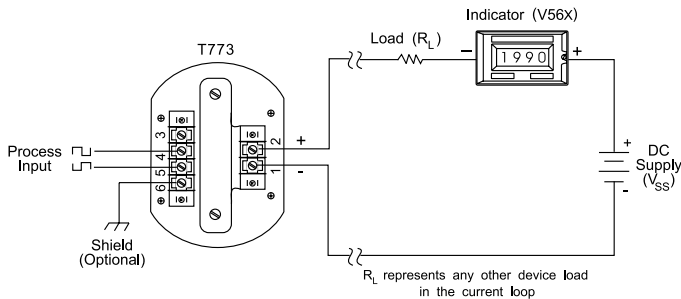 Indicator (V56X)
Load (RL)
T773
− +
1990
3
4
5
6
2
1
+
-
Process
Input
Shield
(Optional)
+
DC
Supply
(VSS)
-
RL represents any other device load
in the current loop